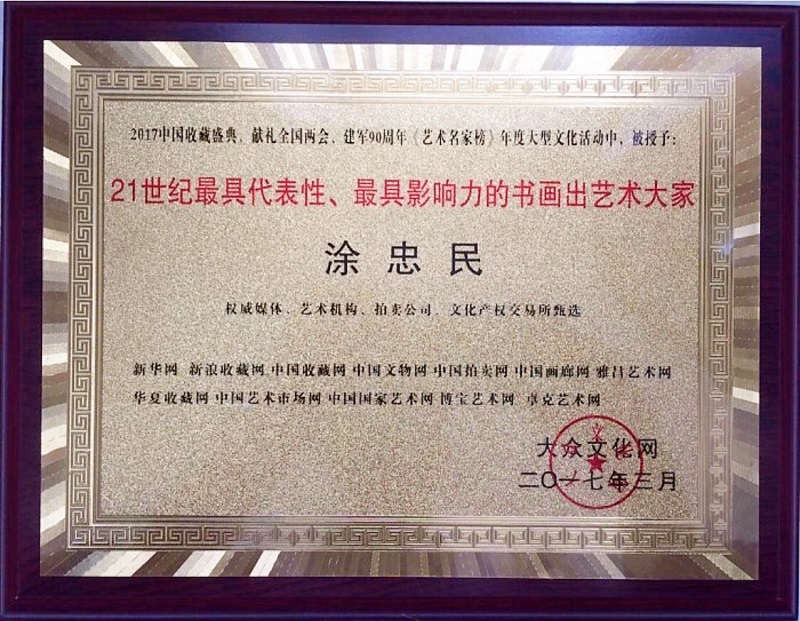 2017中国收藏盛典、献礼全国两会、建军90周年《艺术名家榜》年度大型文化活动中，被授予：
21世纪最具代表性、最具影响力的书画出艺术大家
涂忠民
权威媒体、艺术机构、拍卖公司、文化产权交易所甄选
新华网 新浪收藏网 中国收藏网 中国文物网 中国拍卖网 中国画廊网 雅昌艺术网
华夏收藏网 中国艺术市场网 中国国家艺术网 博宝艺术网 卓克艺术网
大众文化网
二〇一七年三月